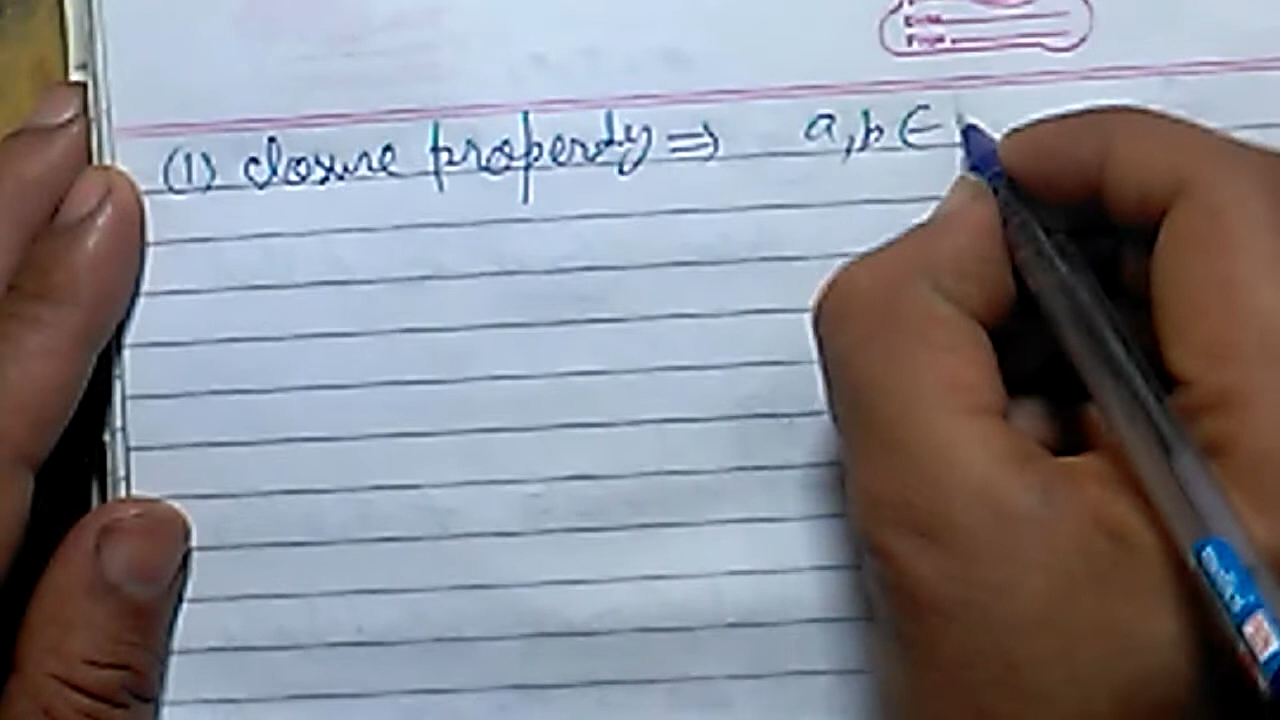 (1) closure property ⇒ a, b ∈